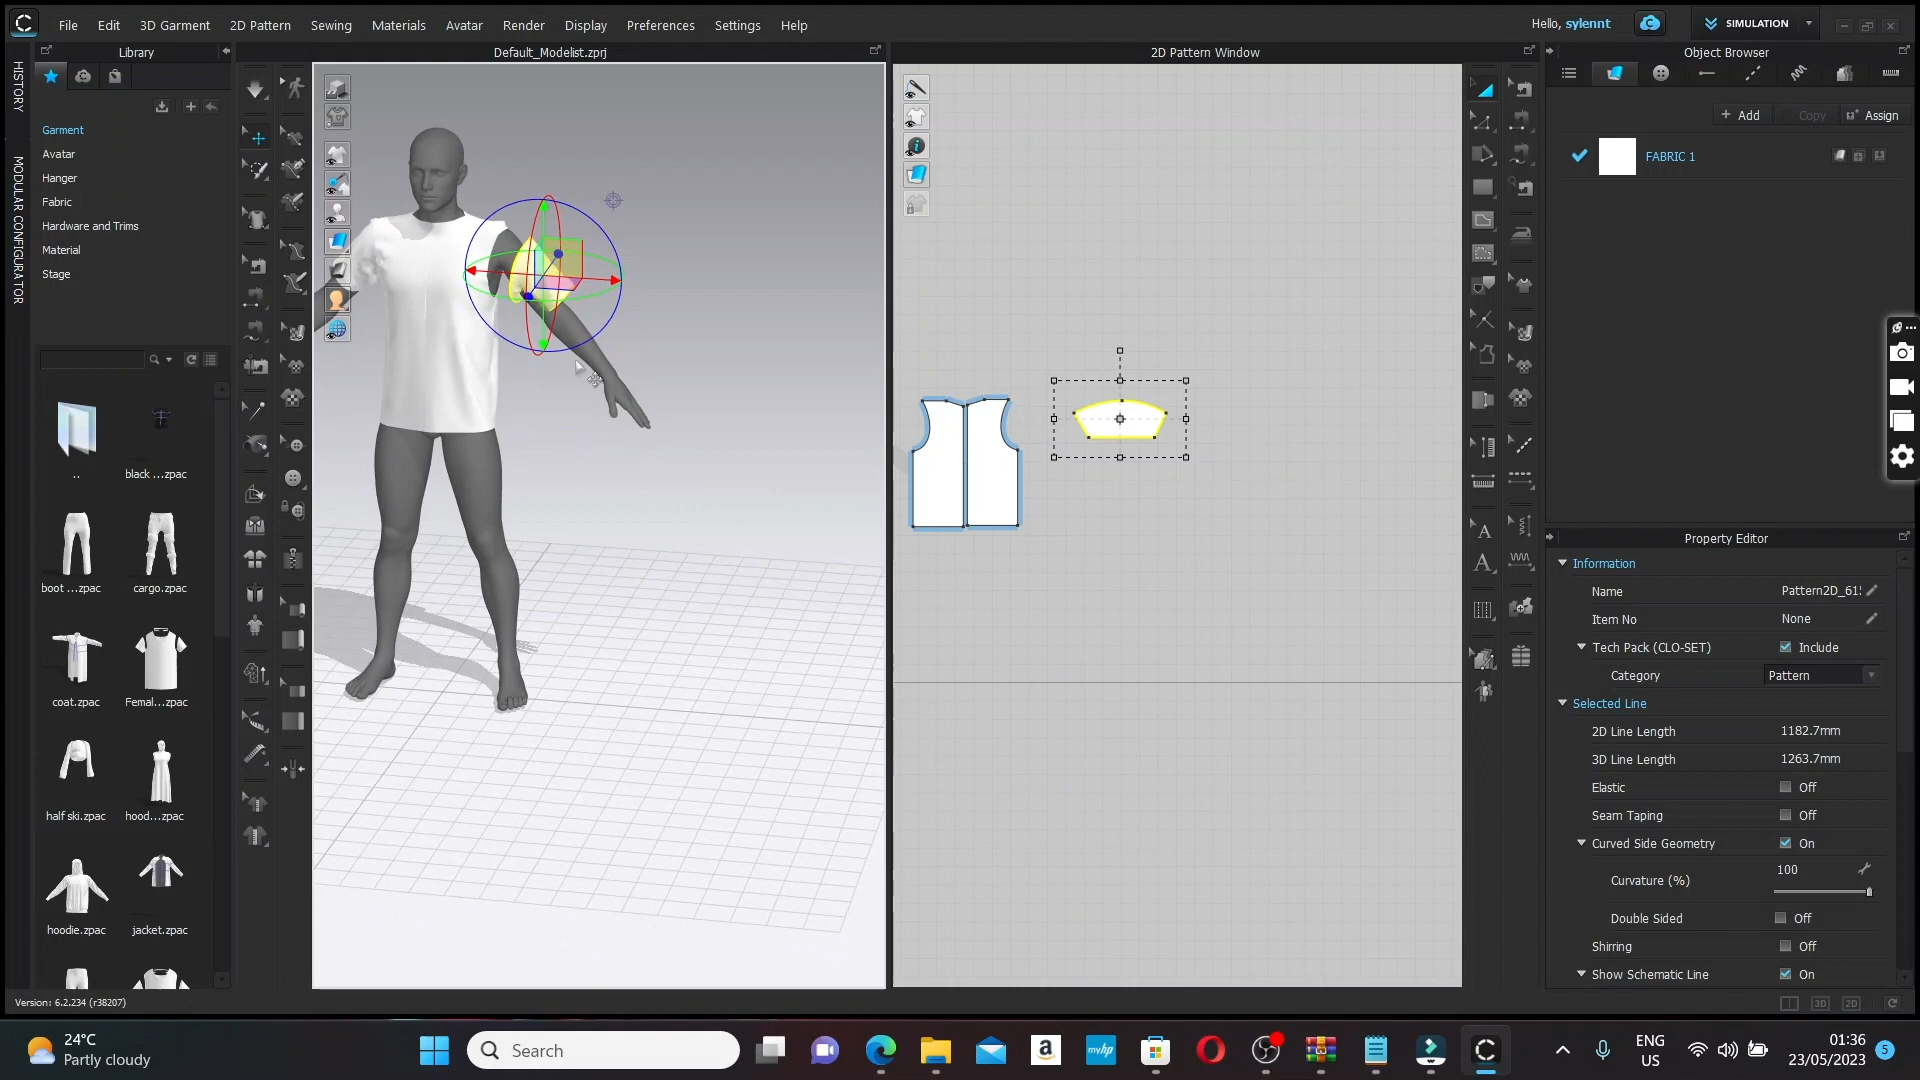 File Edit 3D Garment 2D Pattern Sewing Materials Avatar Render Display Preferences Settings Help
Hello, sylennt
SIMULATION
Library
Default_Modelist.zprj
2D Pattern Window
Object Browser
HISTORY
MODULAR CONFIGURATOR
Garment
Avatar
Hanger
Fabric
Hardware and Trims
Material
Stage
..
black ...zpac
boot ...zpac
cargo.zpac
coat.zpac
Femal...zpac
half ski.zpac
hood...zpac
hoodie.zpac
jacket.zpac
+ Add
Copy
Assign
FABRIC 1
Property Editor
Information
Name Pattern2D_61
Item No None
Tech Pack (CLO-SET) Include
Category Pattern
Selected Line
2D Line Length 1182.7mm
3D Line Length 1263.7mm
Elastic Off
Seam Taping Off
Curved Side Geometry On
Curvature (%) 100
Double Sided Off
Shirring Off
Show Schematic Line On
Version: 6.2.234 (r38207)
3D
2D
24°C
Partly cloudy
Search
ENG
US
01:36
23/05/2023
5